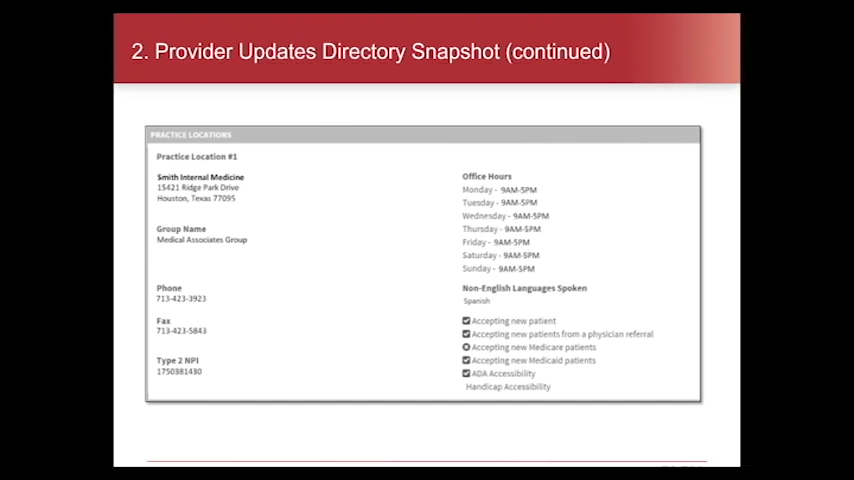 2. Provider Updates Directory Snapshot (continued)
PRACTICE LOCATIONS
Practice Location #1
Smith Internal Medicine
15421 Ridge Park Drive
Houston, Texas 77095
Group Name
Medical Associates Group
Phone
713-423-3923
Fax
713-423-5843
Type 2 NPI
1750381430
Office Hours
Monday - 9AM-5PM
Tuesday - 9AM-5PM
Wednesday - 9AM-5PM
Thursday - 9AM-5PM
Friday - 9AM-5PM
Saturday - 9AM-5PM
Sunday - 9AM-5PM
Non-English Languages Spoken
Spanish
Accepting new patient
Accepting new patients from a physician referral
Accepting new Medicare patients
Accepting new Medicaid patients
ADA Accessibility
Handicap Accessibility